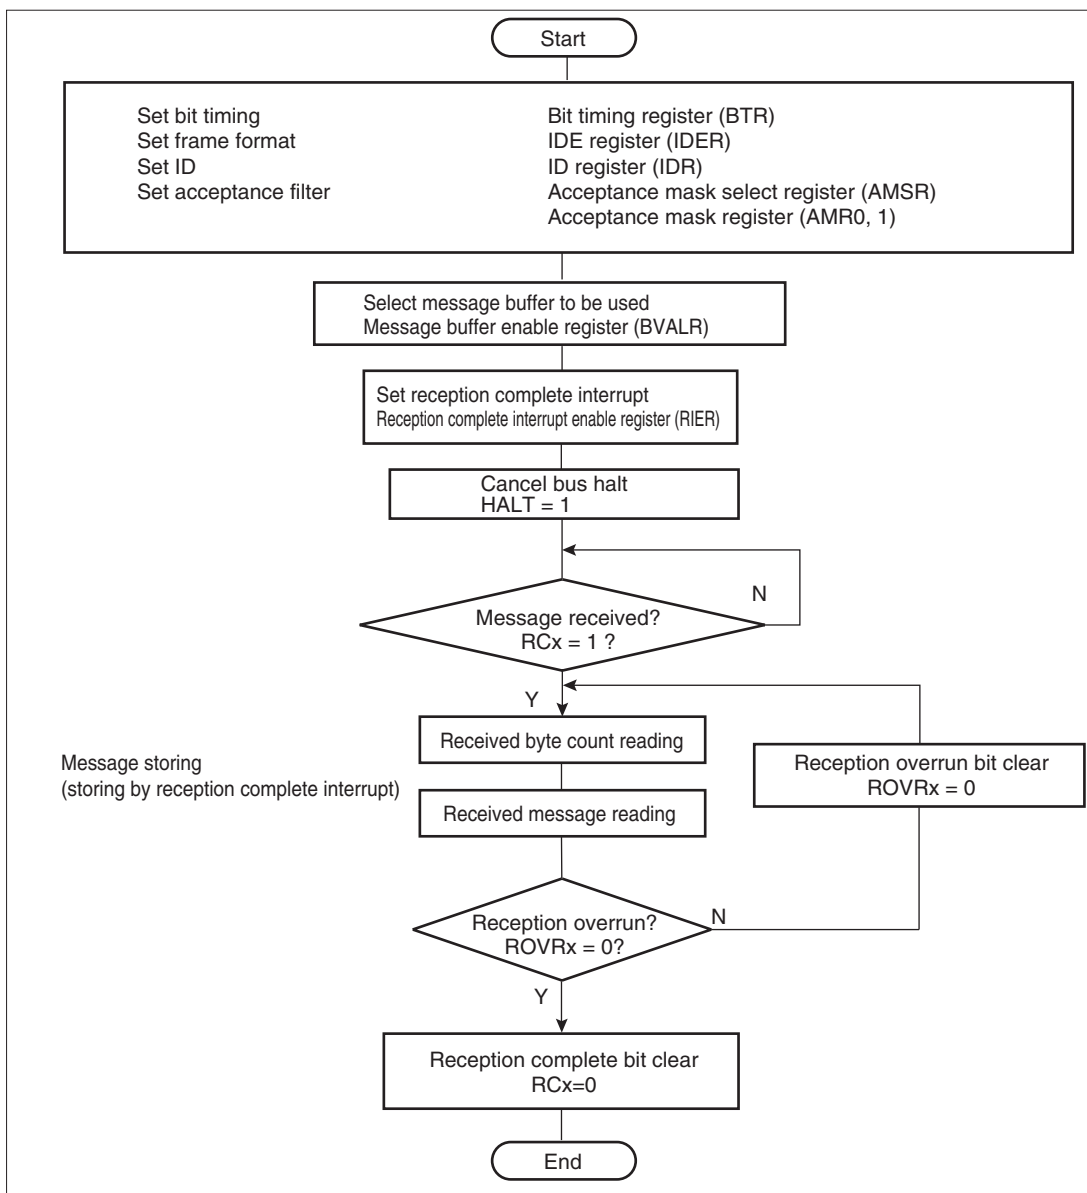 Start
Set bit timing Bit timing register (BTR)
Set frame format IDE register (IDER)
Set ID ID register (IDR)
Set acceptance filter Acceptance mask select register (AMSR)
Acceptance mask register (AMR0, 1)
Select message buffer to be used
Message buffer enable register (BVALR)
Set reception complete interrupt
Reception complete interrupt enable register (RIER)
Cancel bus halt
HALT = 1
N
Message received?
RCx = 1 ?
Y
Received byte count reading
Message storing
(storing by reception complete interrupt)
Reception overrun bit clear
ROVRx = 0
Received message reading
Reception overrun?
ROVRx = 0?
N
Y
Reception complete bit clear
RCx=0
End